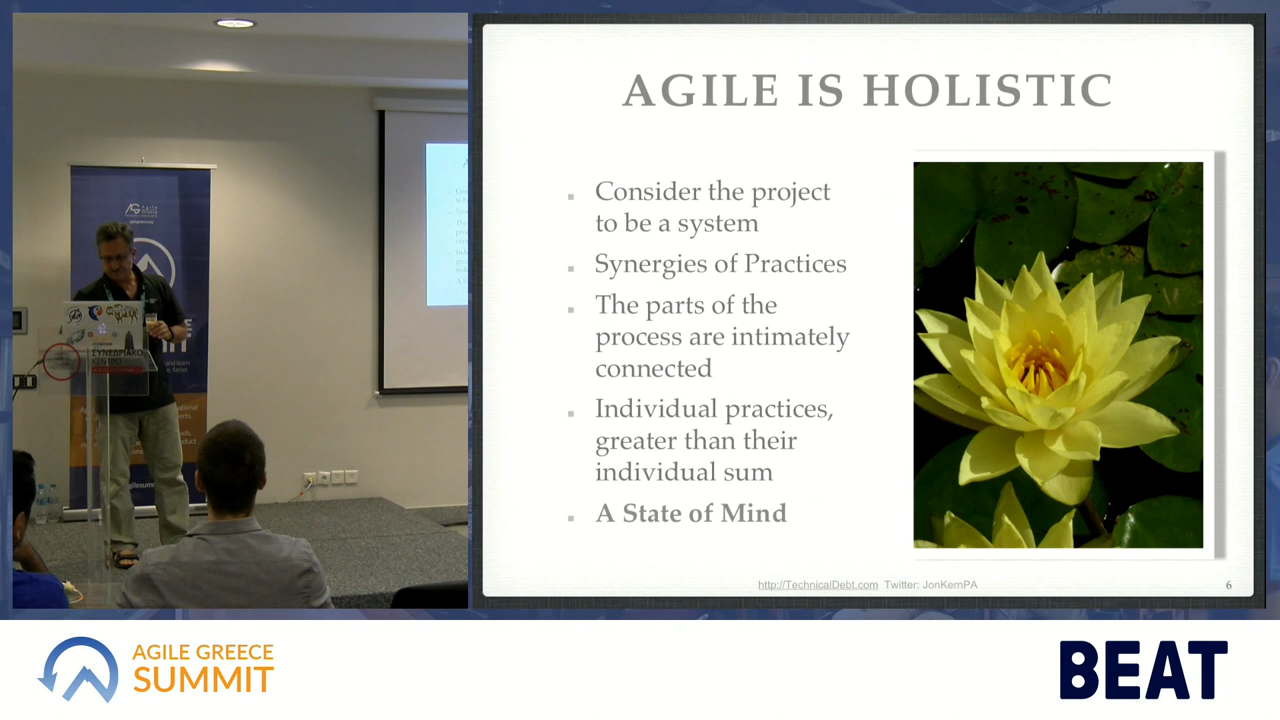 AGILE IS HOLISTIC
Consider the project
to be a system
Synergies of Practices
The parts of the
process are intimately
connected
Individual practices,
greater than their
individual sum
A State of Mind
http://TechnicalDebt.com Twitter: JonKernPA
6
ΣΥΝΕΔΡΙΑΚΟ
ΚΕΝΤΡΟ
AGILE GREECE
SUMMIT
BEAT